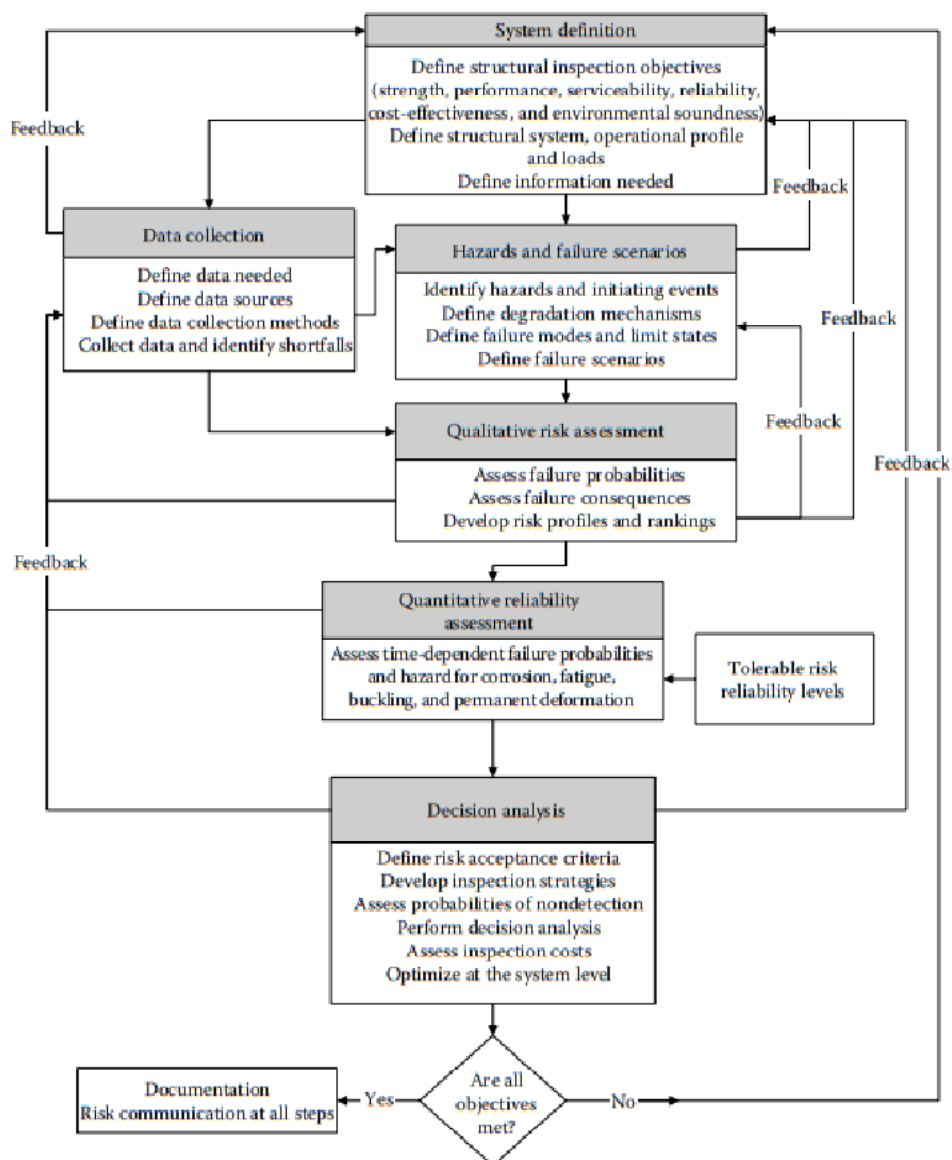 System definition
Define structural inspection objectives
(strength, performance, serviceability, reliability,
cost-effectiveness, and environmental soundness)
Define structural system, operational profile
and loads
Define information needed
Feedback
Feedback
Data collection
Define data needed
Define data sources
Define data collection methods
Collect data and identify shortfalls
Hazards and failure scenarios
Identify hazards and initiating events
Define degradation mechanisms
Define failure modes and limit states
Define failure scenarios
Feedback
Feedback
Feedback
Qualitative risk assessment
Assess failure probabilities
Assess failure consequences
Develop risk profiles and rankings
Feedback
Quantitative reliability
assessment
Assess time-dependent failure probabilities
and hazard for corrosion, fatigue,
buckling, and permanent deformation
Tolerable risk
reliability levels
Decision analysis
Define risk acceptance criteria
Develop inspection strategies
Assess probabilities of nondetection
Perform decision analysis
Assess inspection costs
Optimize at the system level
Are all
objectives
met?
Yes
No
Documentation
Risk communication at all steps